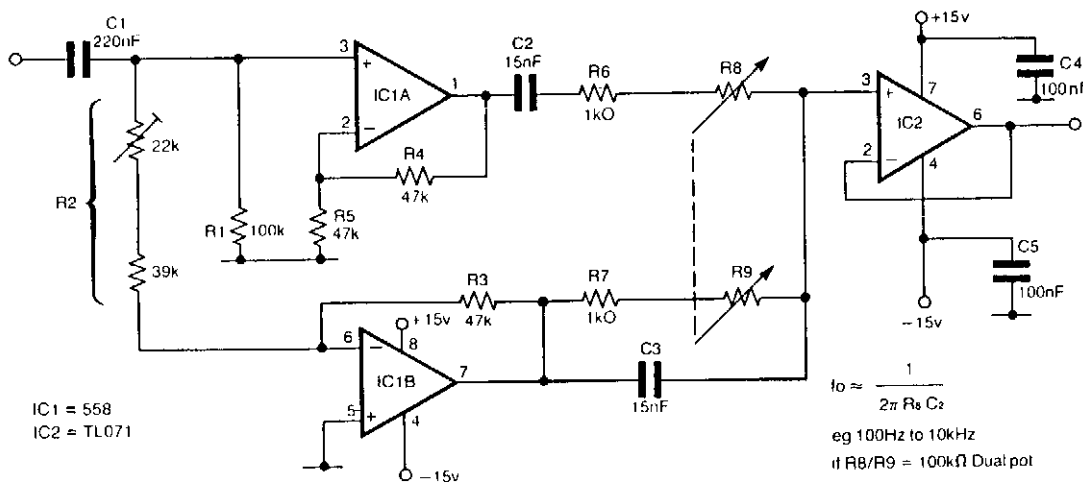 C1
220nF
22k
R2
39k
R1
100k
3
+
IC1A
1
2
−
R4
47k
R5
47k
C2
15nF
R6
1kΩ
R8
+15v
C4
100nf
7
3
+
IC2
6
2
−
4
C5
100nF
−15v
R3
47k
R7
1kΩ
R9
+15v
6
−
8
IC1B
7
5
+
4
−15v
C3
15nF
IC1 = 558
IC2 = TL071
fo ≈ 1
2π R8 C2
eg 100Hz to 10kHz
if R8/R9 = 100kΩ Dual pot